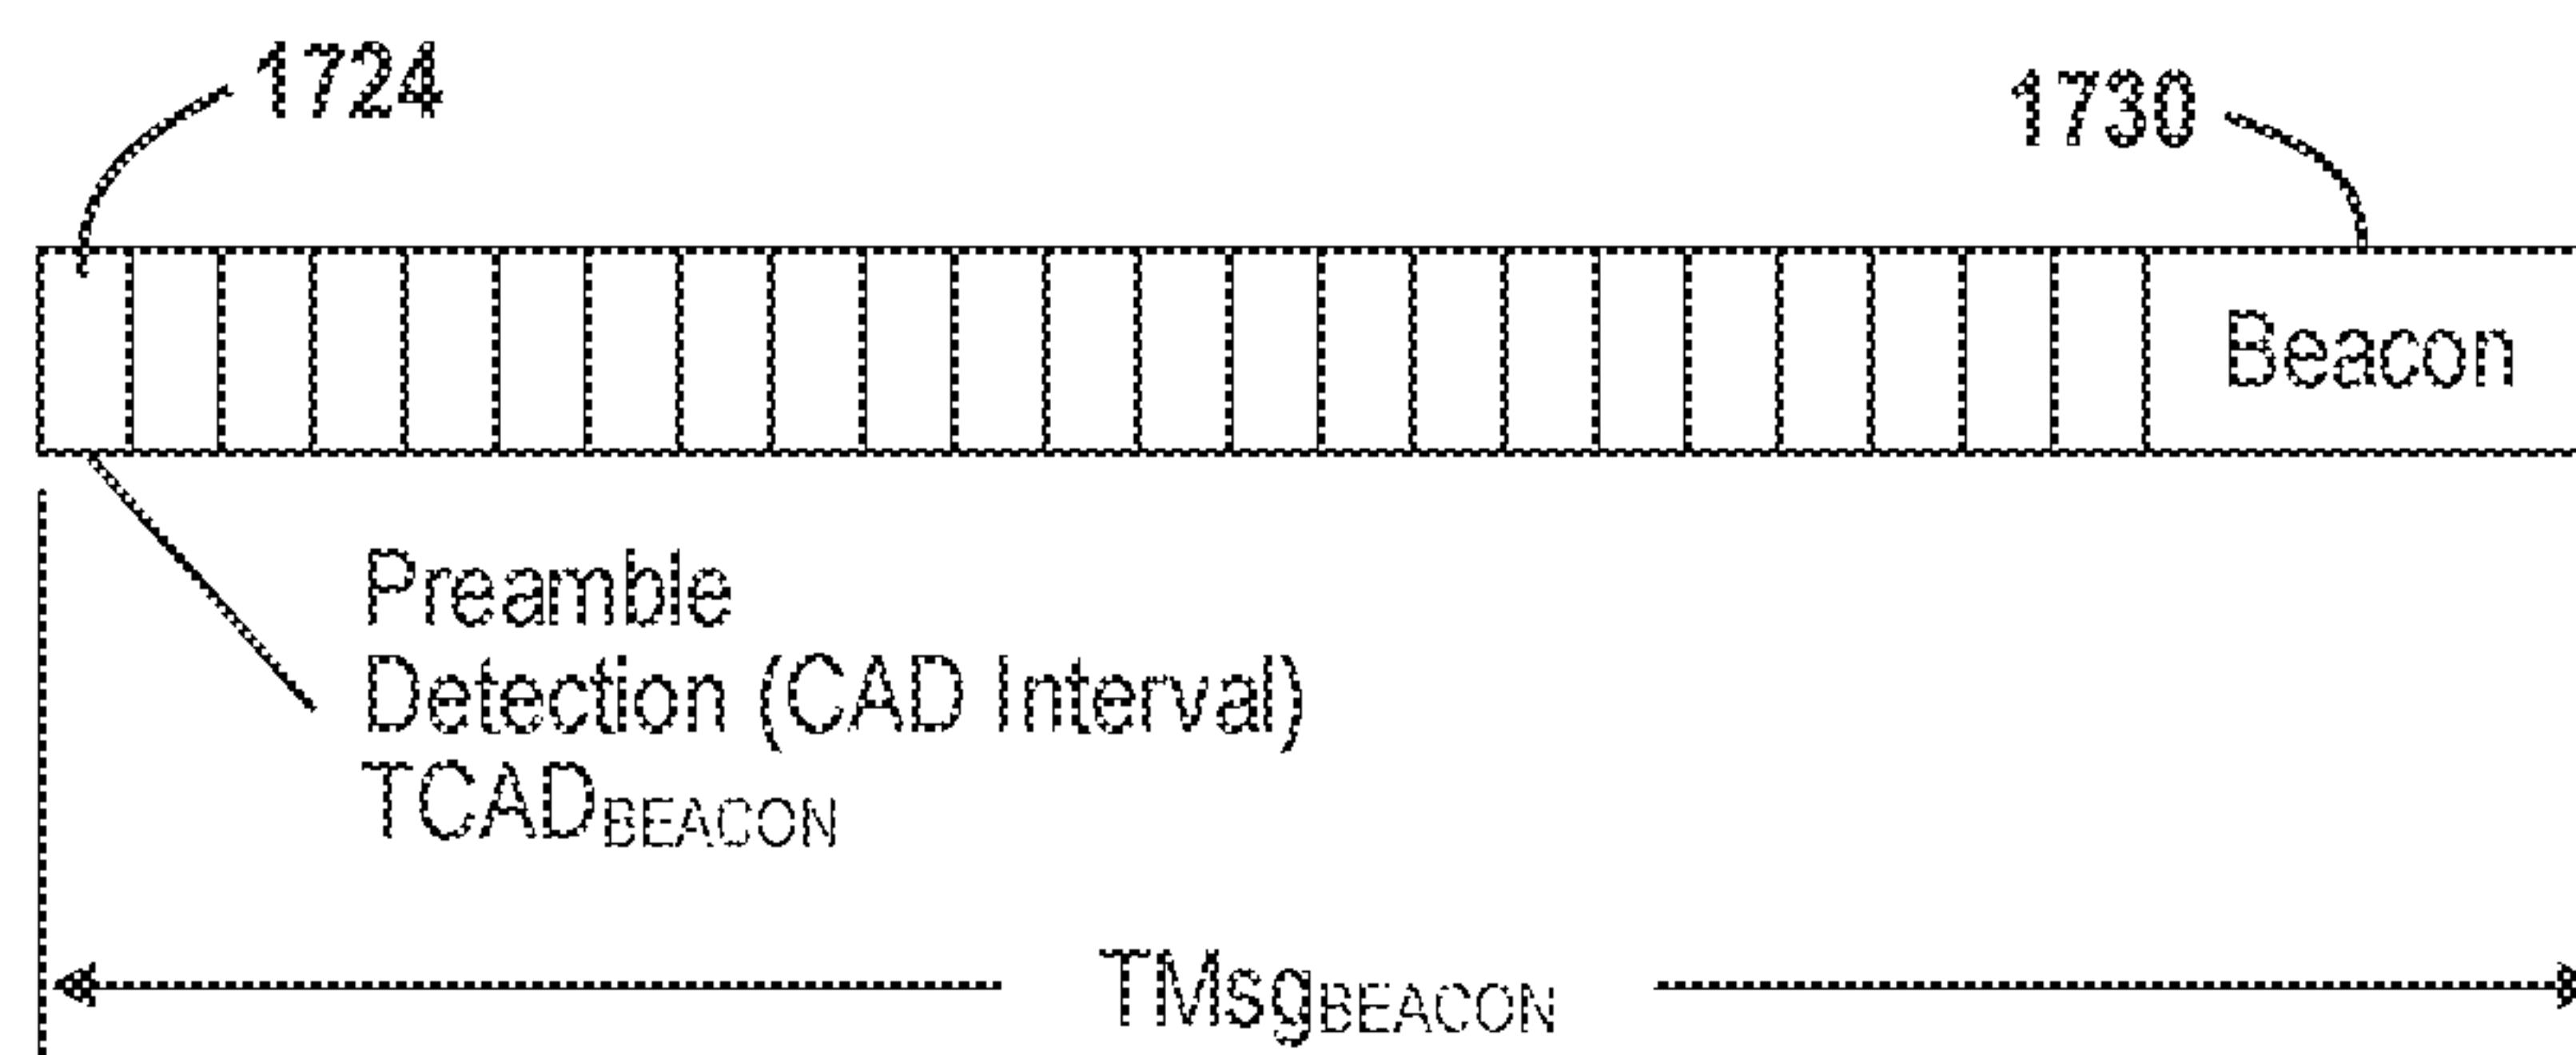 1724
1730
Beacon
Preamble
Detection (CAD Interval)
TCADBEACON
TMsgBEACON